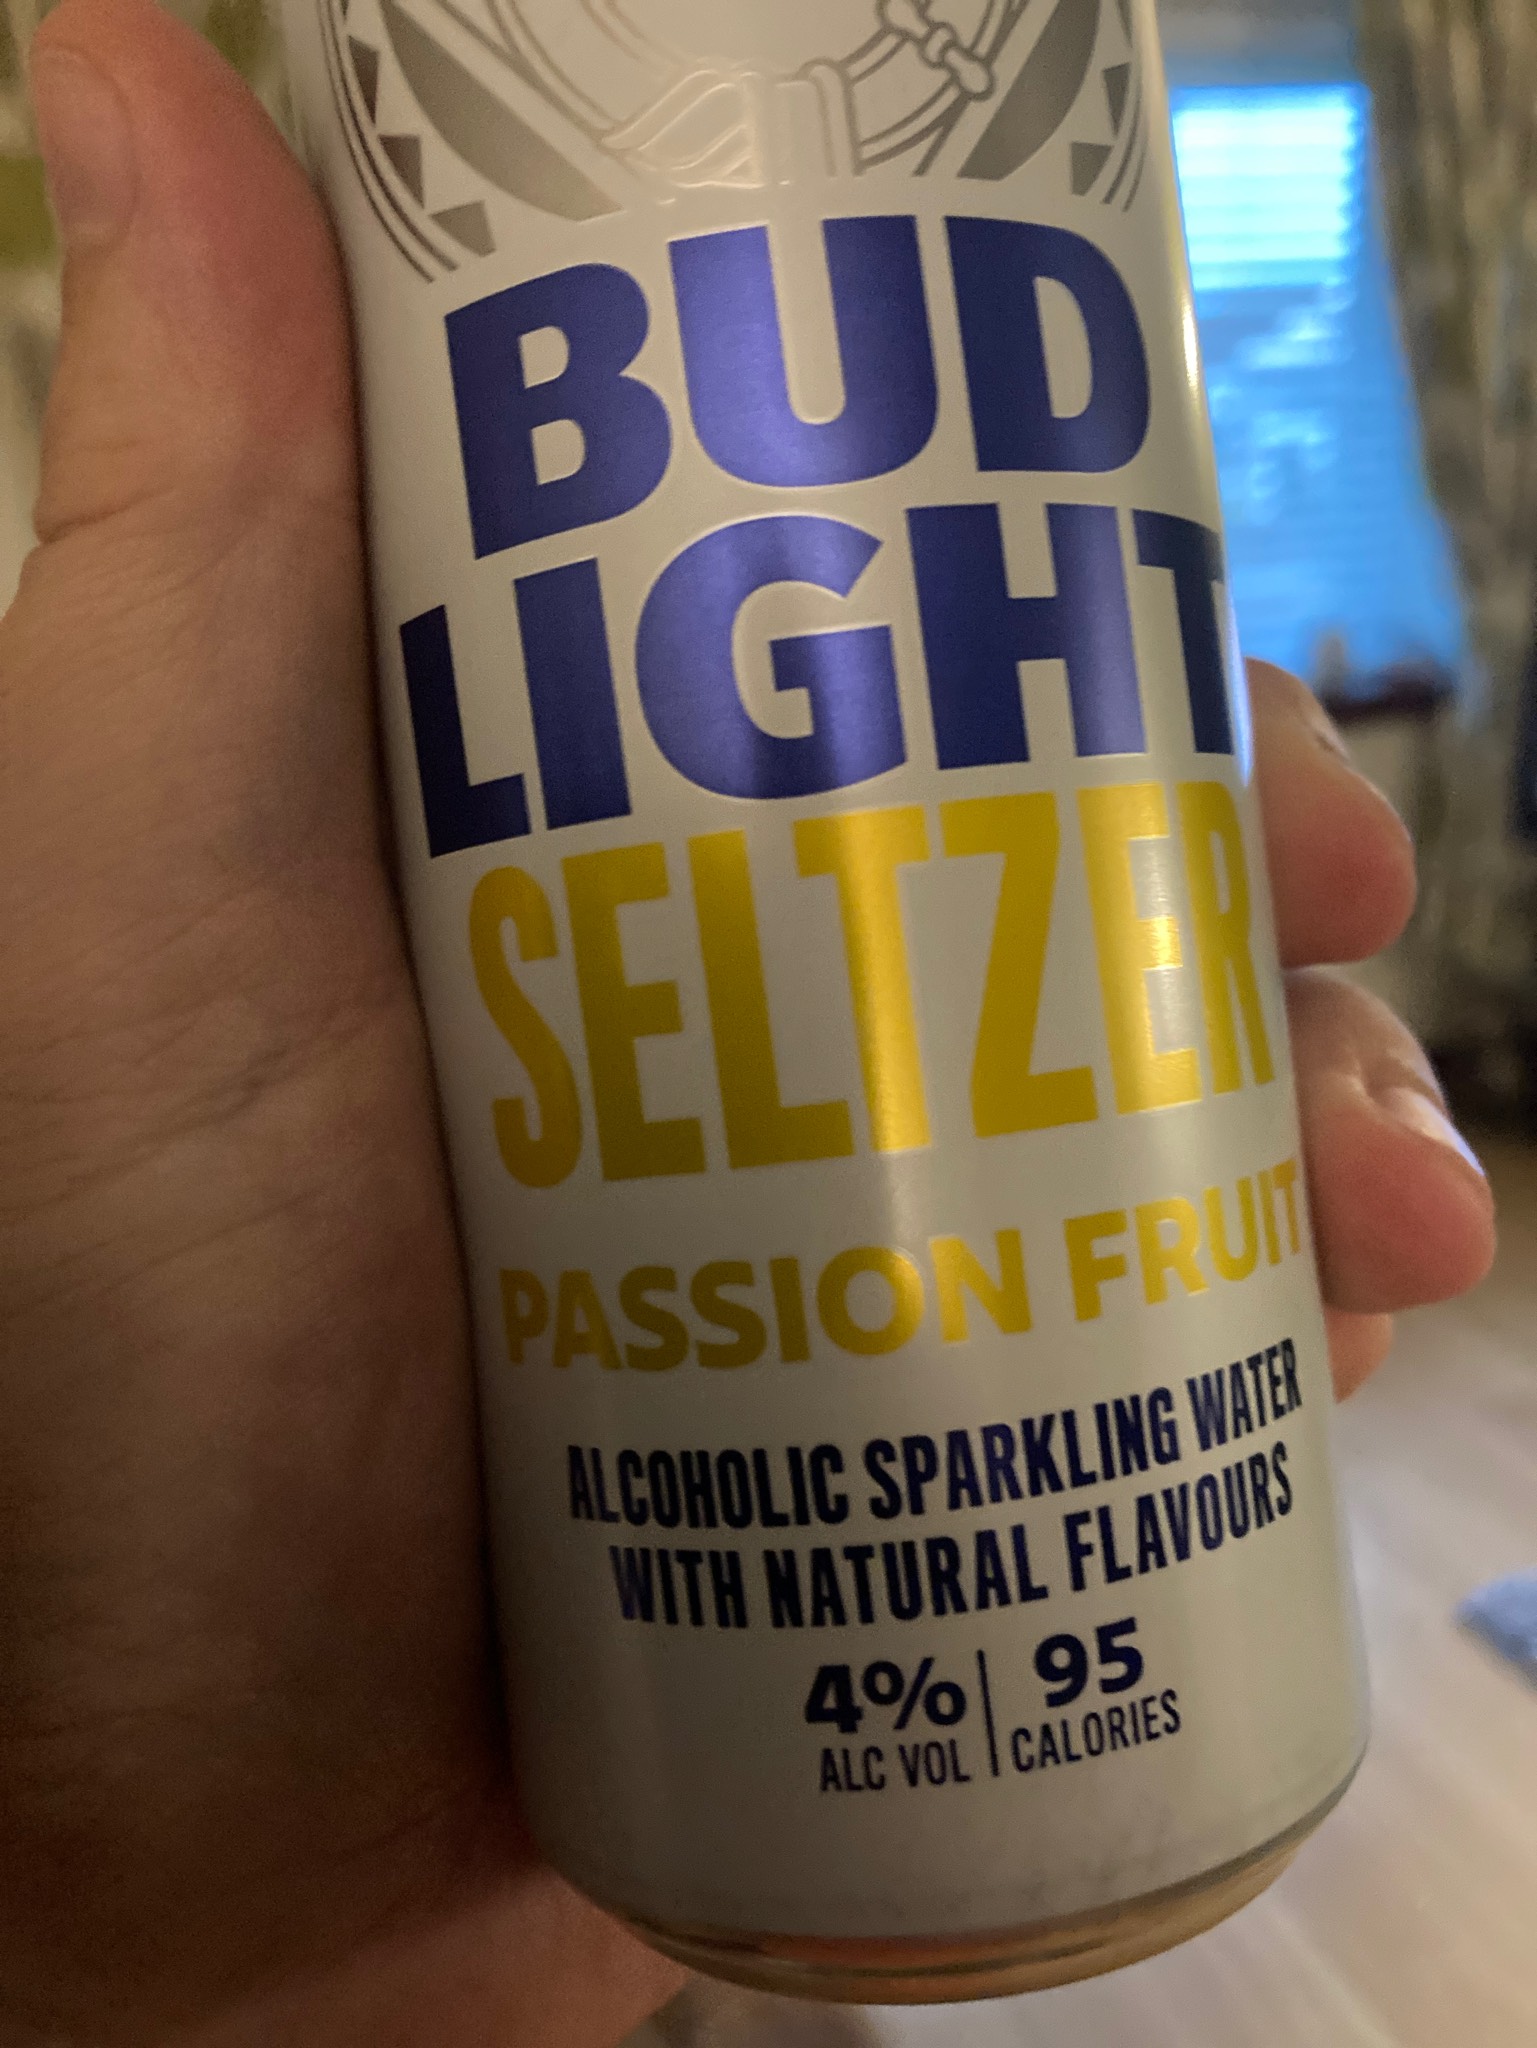 BUD
LIGHT
SELTZER
PASSION FRUIT
ALCOHOLIC SPARKLING WATER
WITH NATURAL FLAVOURS
4% | 95
ALC VOL | CALORIES